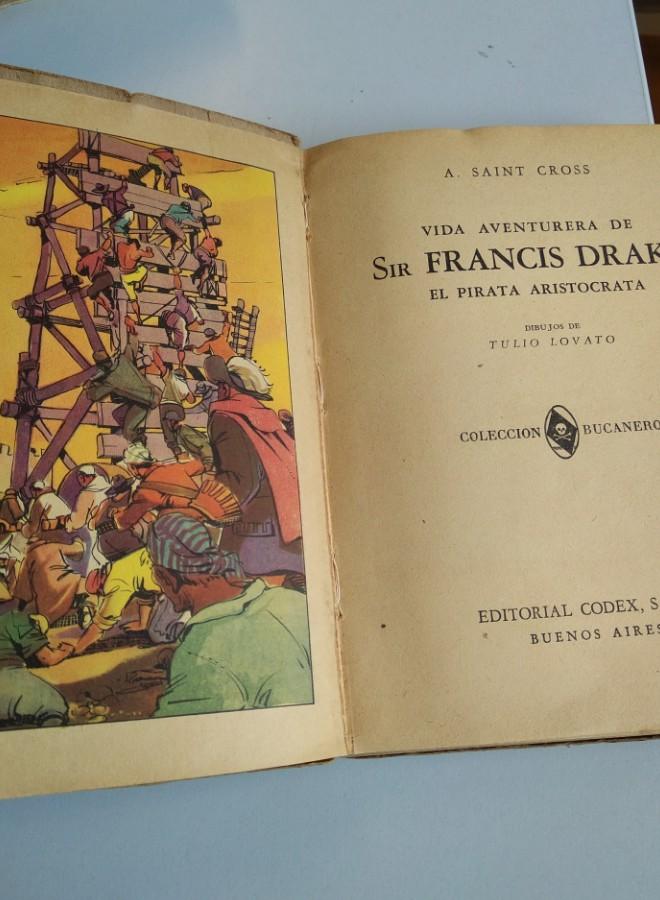 A. SAINT CROSS
VIDA AVENTURERA DE
SIR FRANCIS DRAK
EL PIRATA ARISTOCRATA
DIBUJOS DE
TULIO LOVATO
COLECCION BUCANERO
EDITORIAL CODEX, S.
BUENOS AIRES